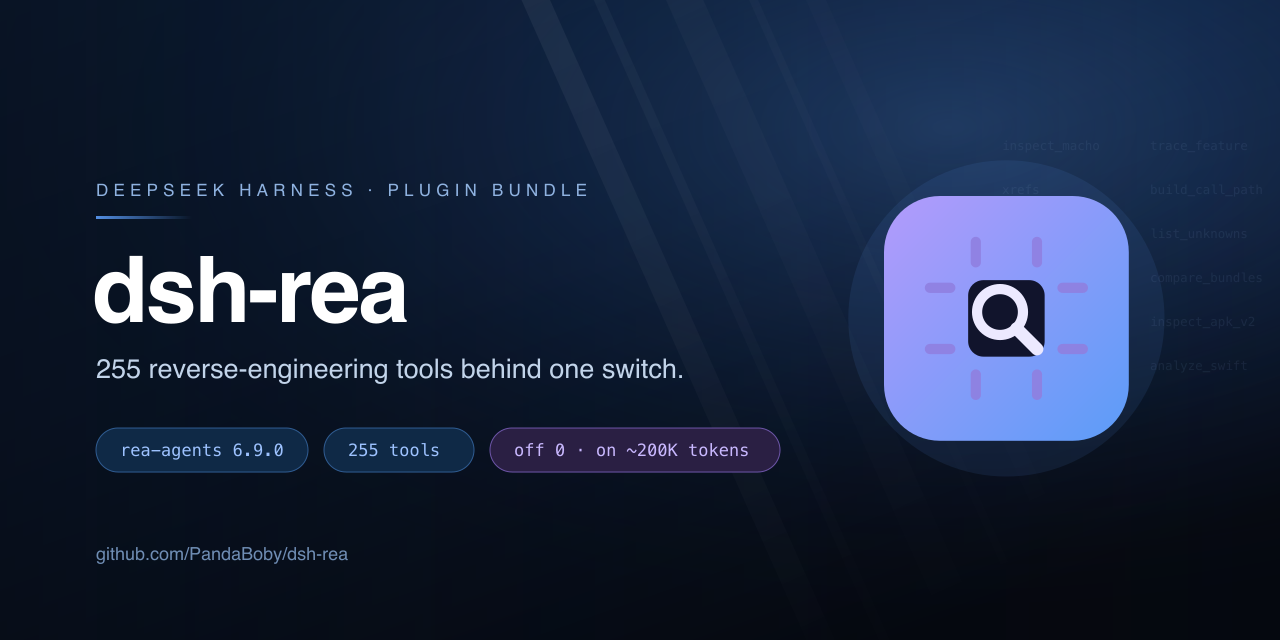 DEEPSEEK HARNESS · PLUGIN BUNDLE
dsh-rea
255 reverse-engineering tools behind one switch.
rea-agents 6.9.0
255 tools
off 0 · on ~200K tokens
github.com/PandaBoby/dsh-rea
inspect_macho
trace_feature
xrefs
build_call_path
list_unknowns
compare_bundles
inspect_apk_v2
analyze_swift